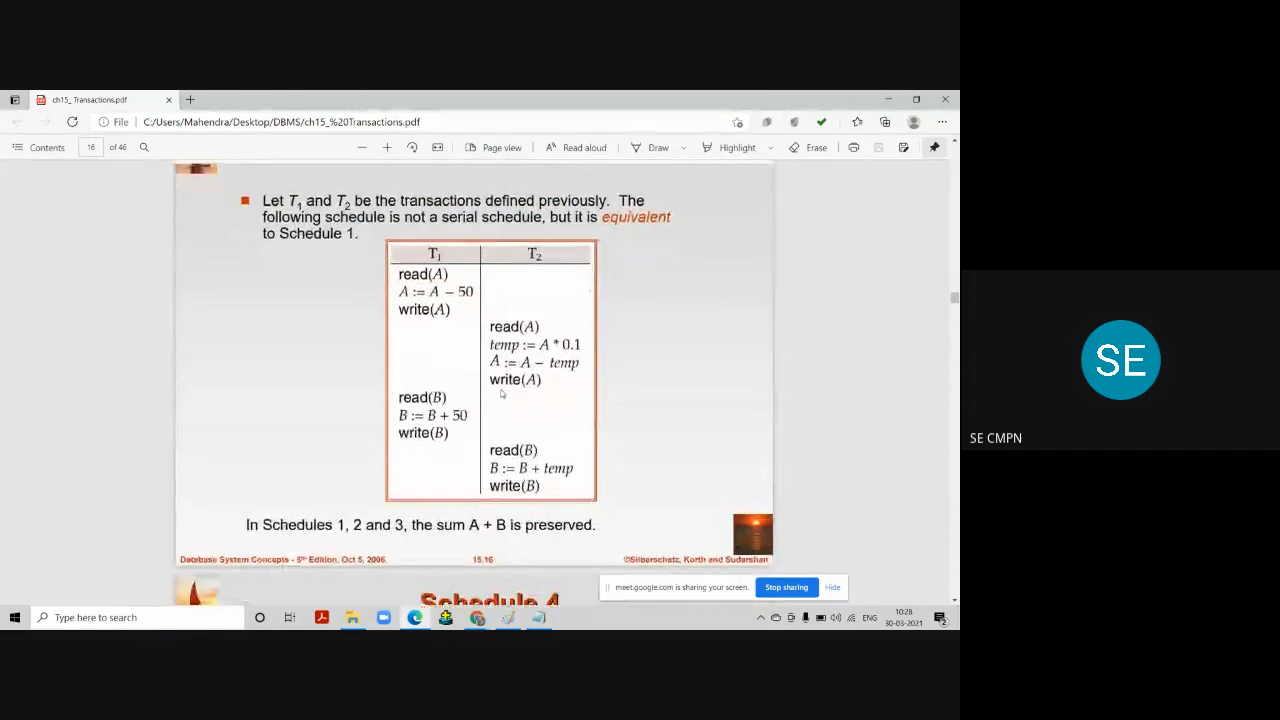 ch15_ Transactions.pdf
File C:/Users/Mahendra/Desktop/DBMS/ch15_%20Transactions.pdf
Contents 16 of 46 Page view Read aloud Draw Highlight Erase
Let T1 and T2 be the transactions defined previously. The
following schedule is not a serial schedule, but it is equivalent
to Schedule 1.
T1 T2
read(A)
A := A − 50
write(A)
read(A)
temp := A * 0.1
A := A − temp
write(A)
read(B)
B := B + 50
write(B)
read(B)
B := B + temp
write(B)
In Schedules 1, 2 and 3, the sum A + B is preserved.
Database System Concepts - 5th Edition, Oct 5, 2006. 15.16 ©Silberschatz, Korth and Sudarshan
meet.google.com is sharing your screen. Stop sharing Hide
Schedule 4
Type here to search
ENG 10:28
30-03-2021
2
SE
SE CMPN